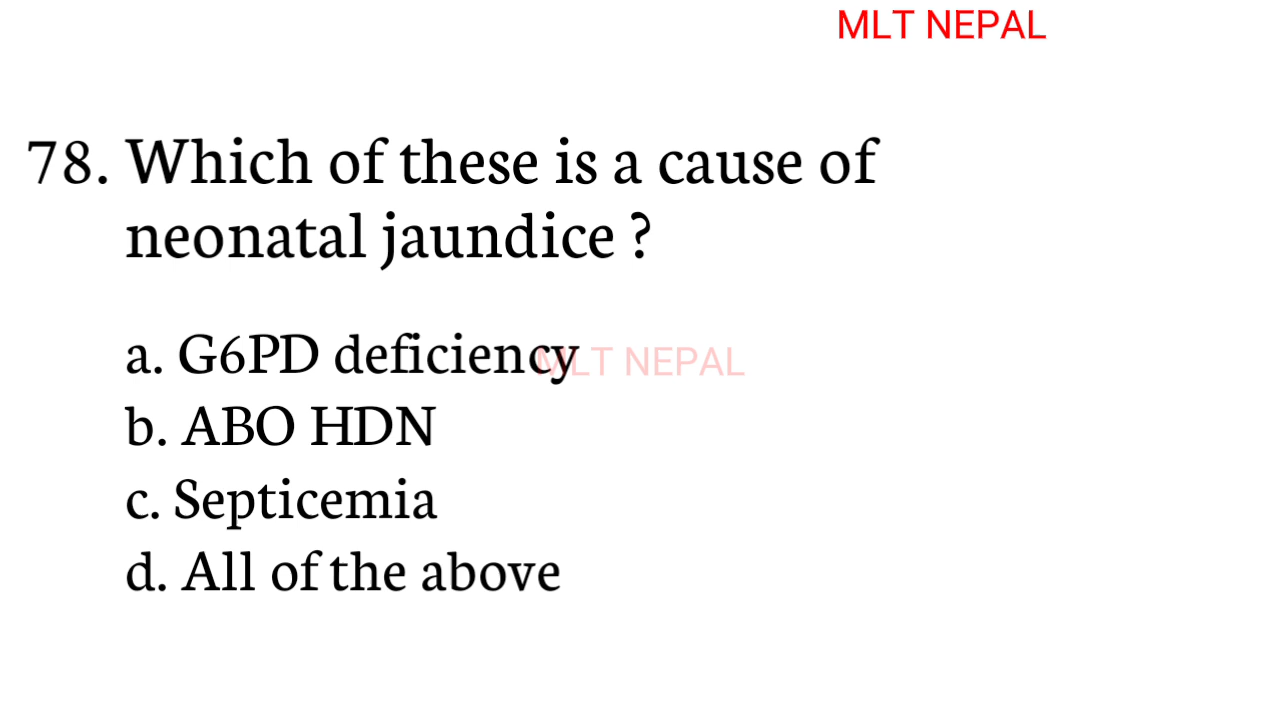 MLT NEPAL
78. Which of these is a cause of
neonatal jaundice ?
a. G6PD deficiency
MLT NEPAL
b. ABO HDN
c. Septicemia
d. All of the above